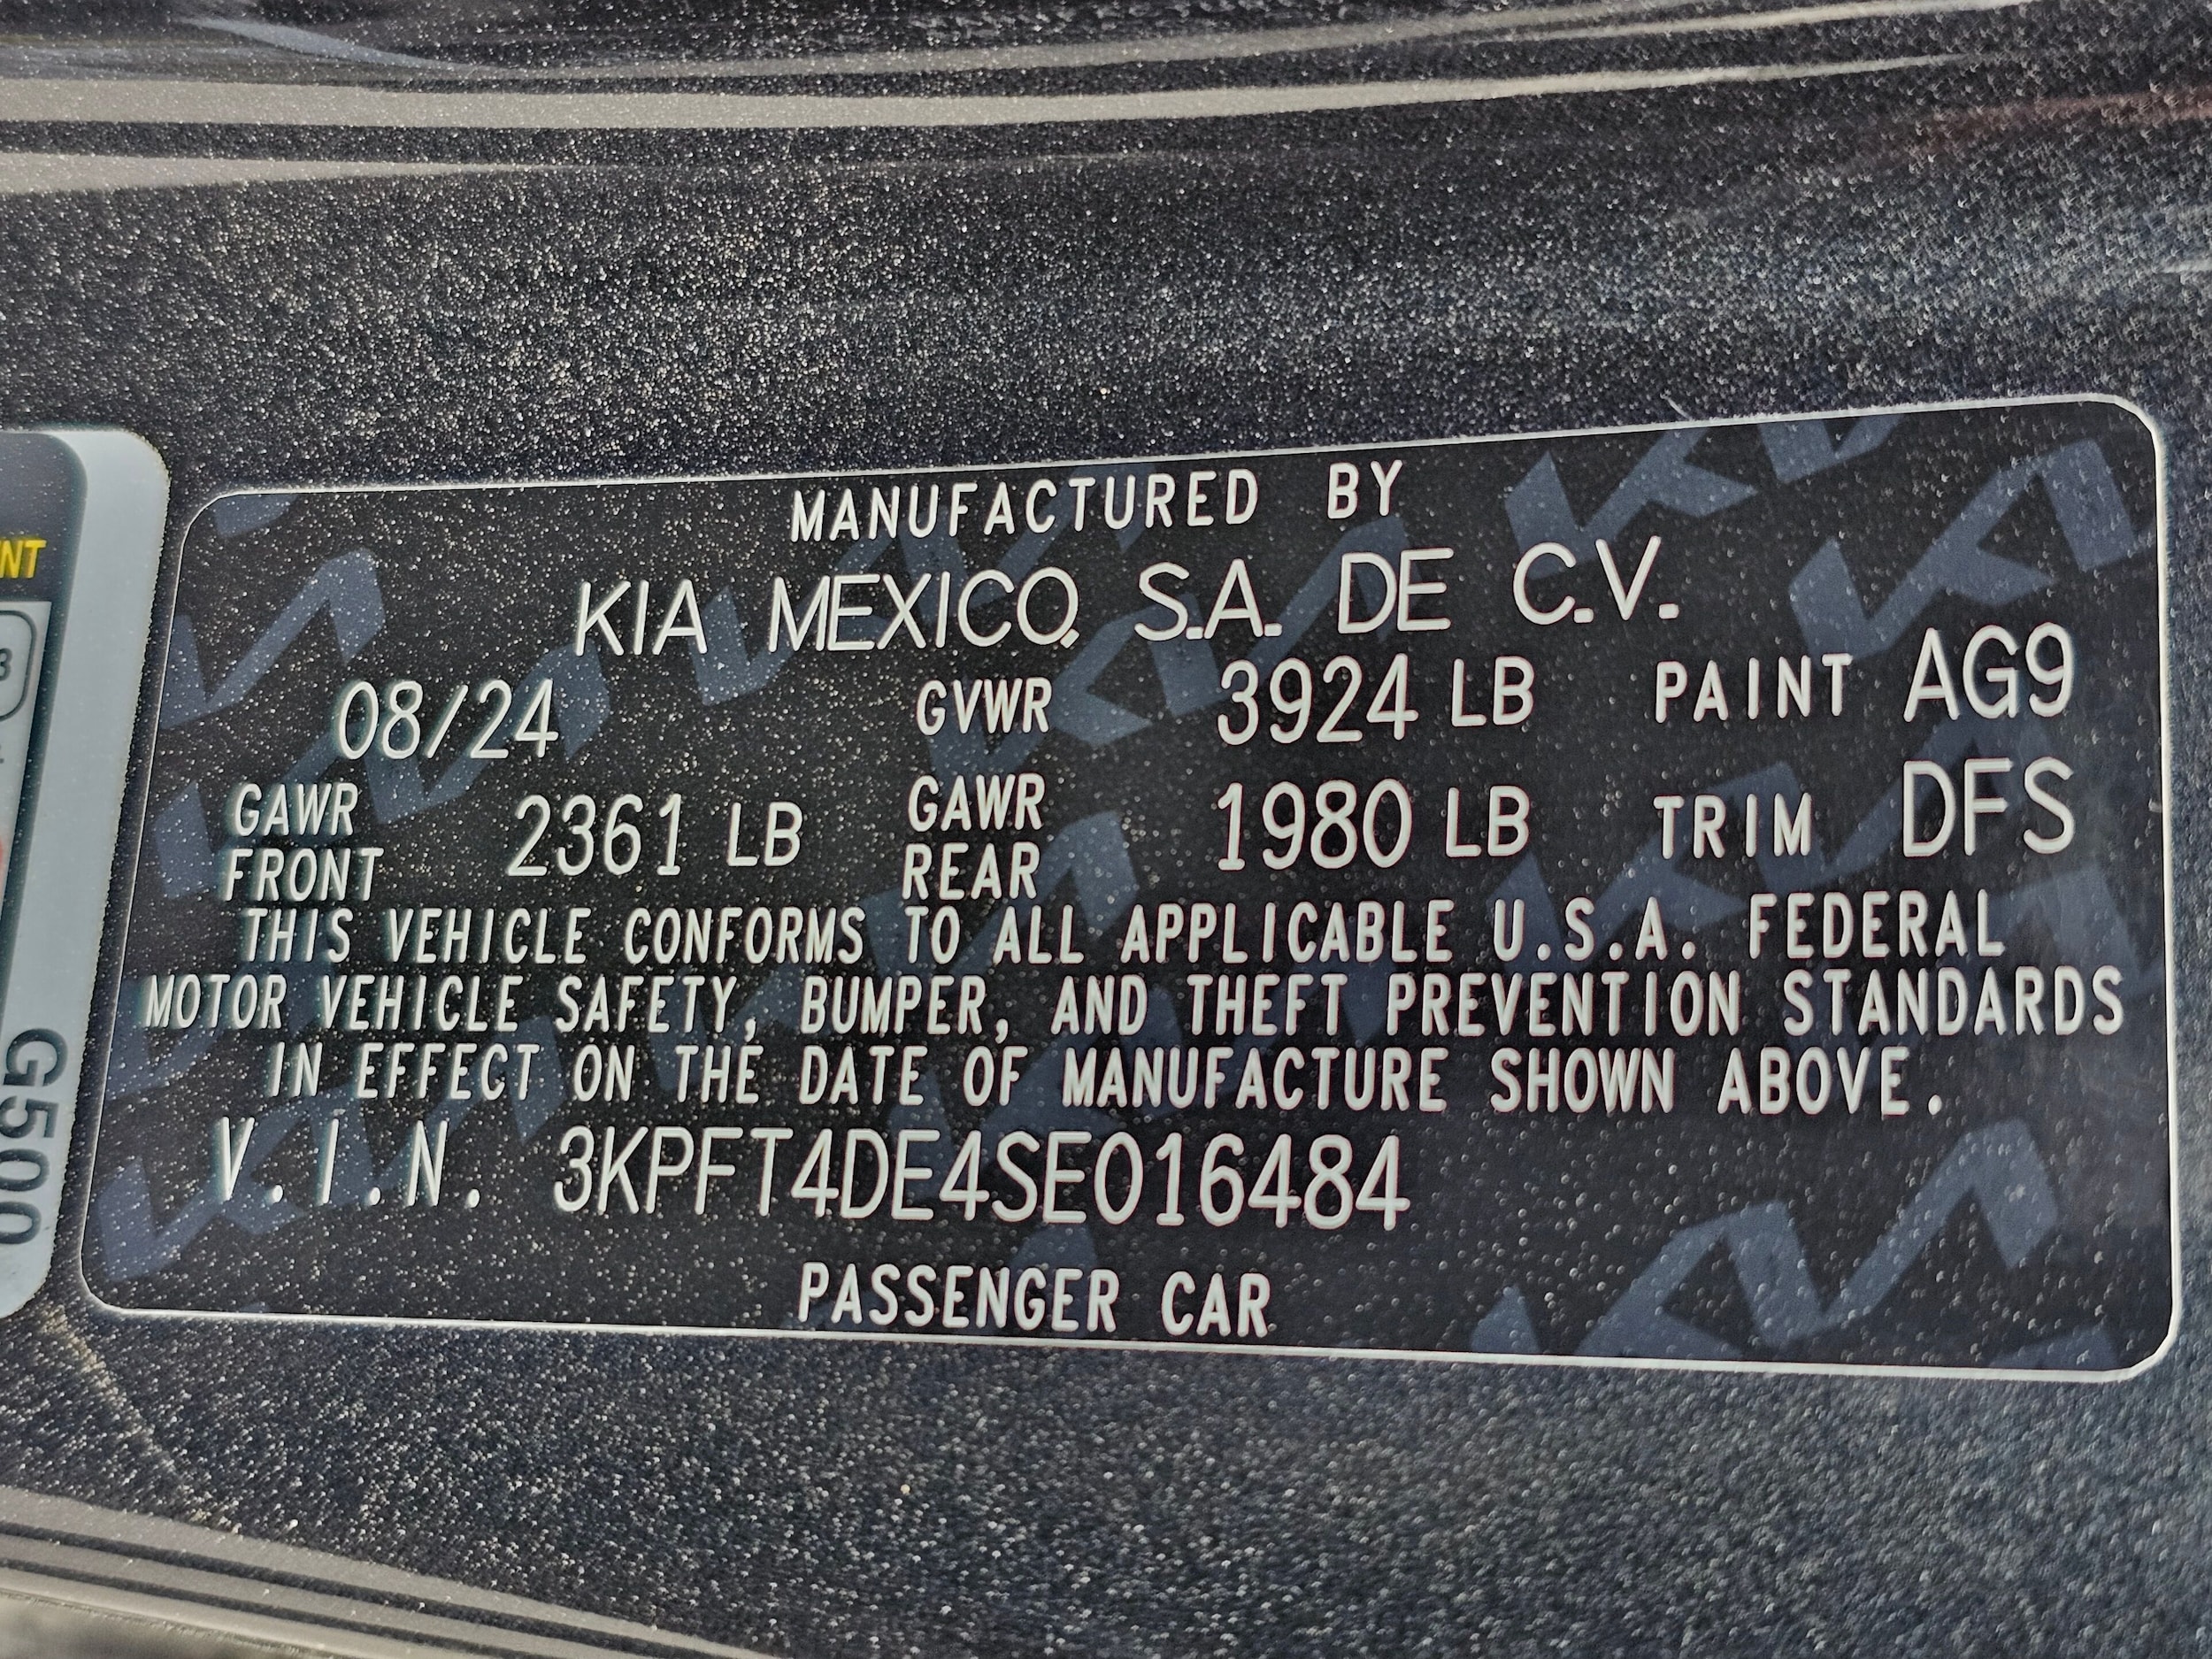 MANUFACTURED BY
KIA MEXICO, S.A. DE C.V.
08/24 GVWR 3924 LB PAINT AG9
GAWR FRONT 2361 LB GAWR REAR 1980 LB TRIM DFS
THIS VEHICLE CONFORMS TO ALL APPLICABLE U.S.A. FEDERAL
MOTOR VEHICLE SAFETY, BUMPER, AND THEFT PREVENTION STANDARDS
IN EFFECT ON THE DATE OF MANUFACTURE SHOWN ABOVE.
V.I.N. 3KPFT4DE4SE016484
PASSENGER CAR
NT
3
G500